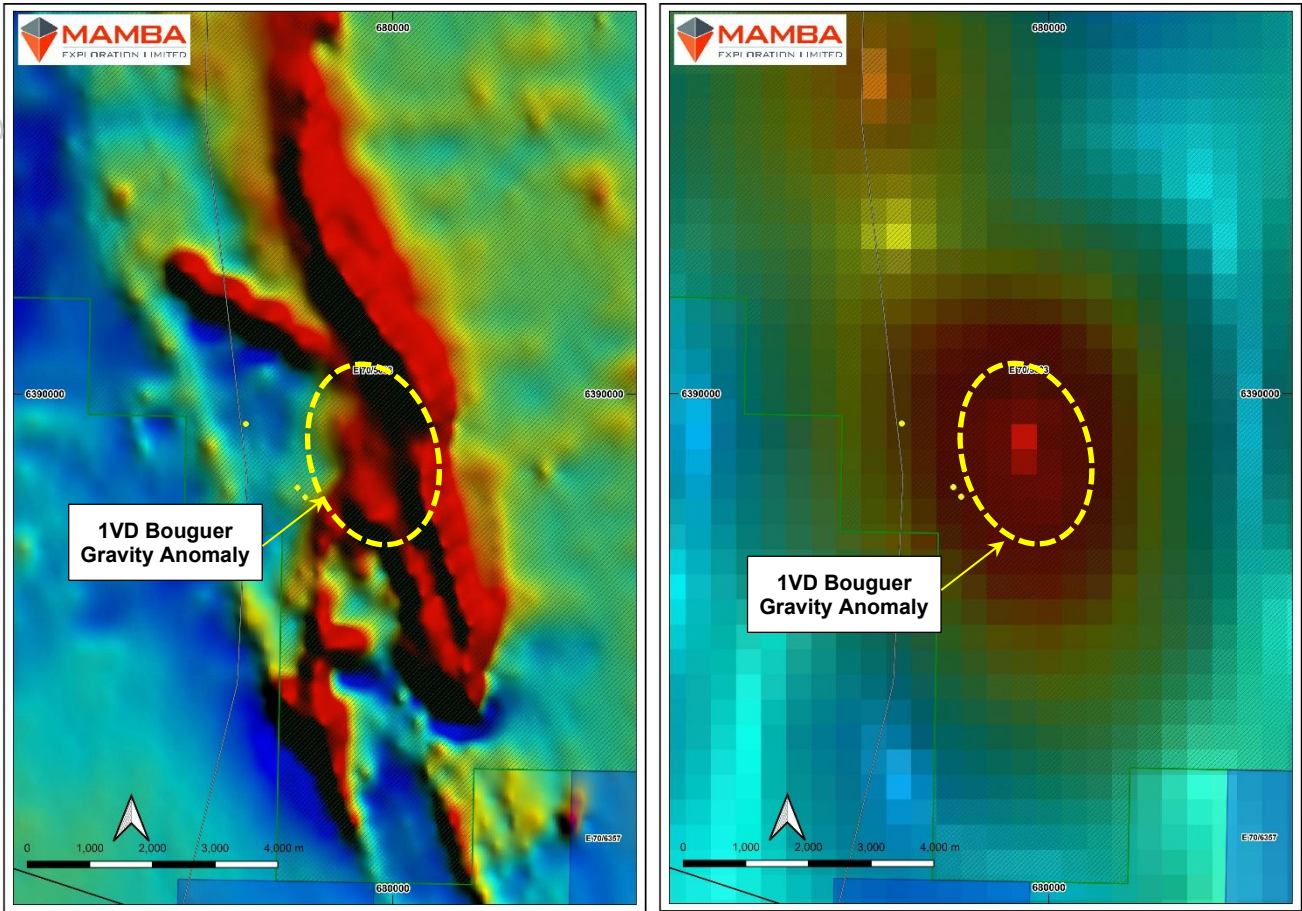 MAMBA
EXPLORATION LIMITED
680000
6390000
6390000
1VD Bouguer
Gravity Anomaly
0 1,000 2,000 3,000 4,000 m
E 70/6357
680000
MAMBA
EXPLORATION LIMITED
680000
6390000
1VD Bouguer
Gravity Anomaly
0 1,000 2,000 3,000 4,000 m
E 70/6357
680000